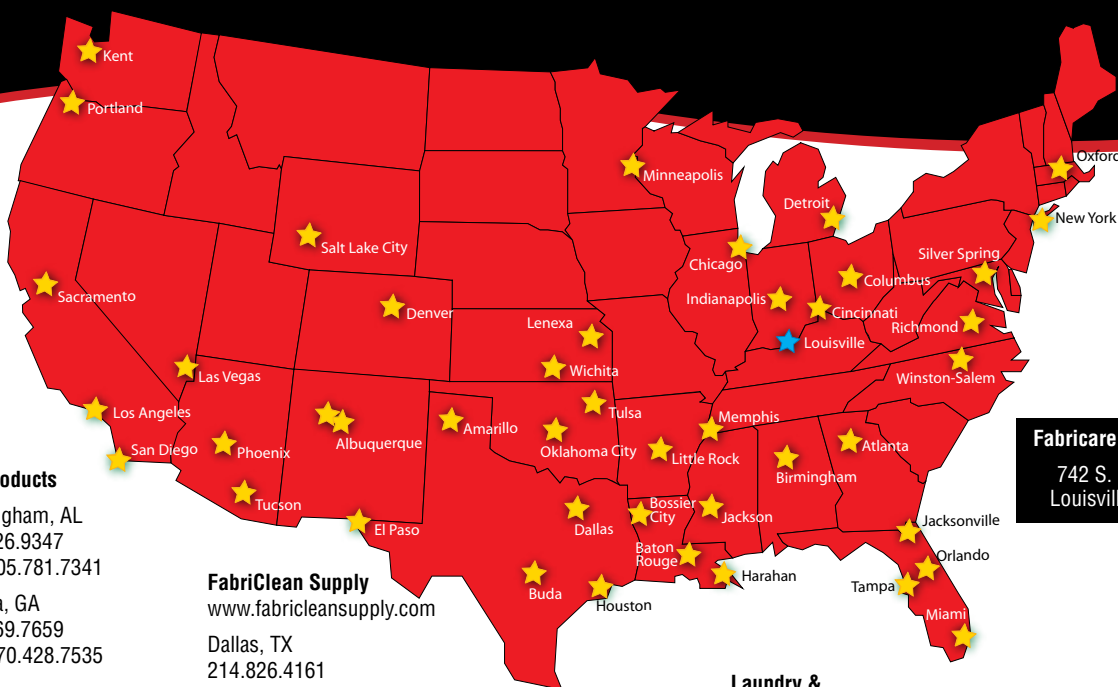 Kent
Portland
Minneapolis
Oxford
Detroit
New York
Salt Lake City
Chicago
Silver Spring
Sacramento
Columbus
Indianapolis
Denver
Cincinnati
Lenexa
Richmond
Louisville
Las Vegas
Wichita
Winston-Salem
Los Angeles
Tulsa
Memphis
Amarillo
Albuquerque
San Diego
Phoenix
Oklahoma City
Little Rock
Atlanta
Birmingham
Tucson
Bossier
City
Jackson
El Paso
Dallas
Jacksonville
Baton
Rouge
Harahan
Orlando
Tampa
Buda
Houston
Miami
Fabricare
742 S.
Louisvil
oducts
gham, AL
26.9347
05.781.7341
a, GA
69.7659
70.428.7535
FabriClean Supply
www.fabricleansupply.com
Dallas, TX
214.826.4161
Laundry &